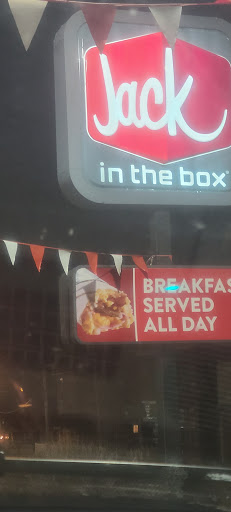 Jack
in the box
BREAKFAS
SERVED
ALL DAY